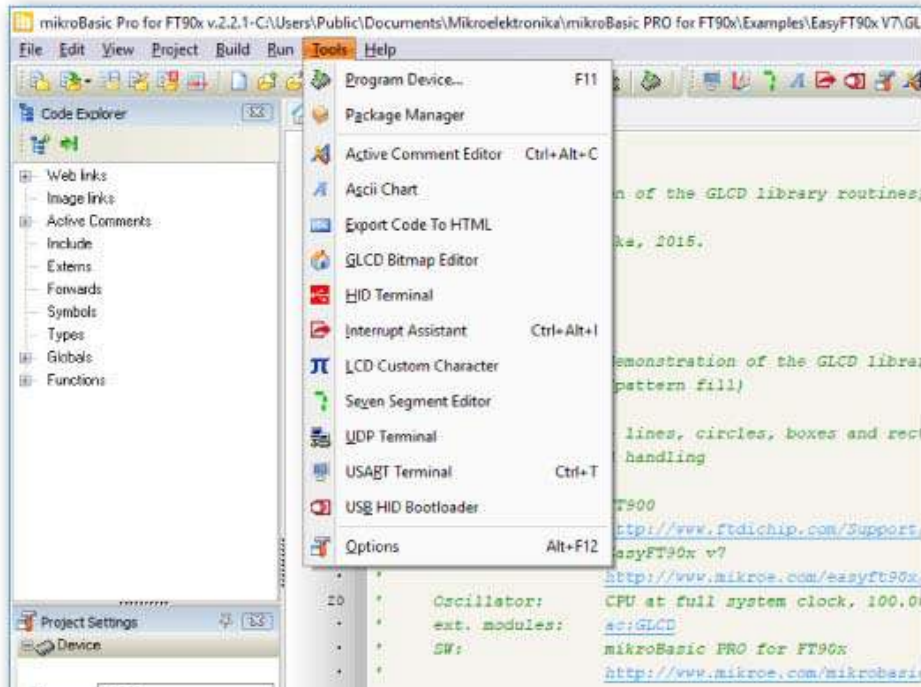 mikroBasic Pro for FT90x v.2.2.1-C:\Users\Public\Documents\Mikroelektronika\mikroBasic PRO for FT90x\Examples\EasyFT90x V7\GL
File Edit View Project Build Run Tools Help
Code Explorer
Web links
Image links
Active Comments
Include
Externs
Forwards
Symbols
Types
Globals
Functions
Project Settings
Device
Program Device... F11
Package Manager
Active Comment Editor Ctrl+Alt+C
Ascii Chart
Export Code To HTML
GLCD Bitmap Editor
HID Terminal
Interrupt Assistant Ctrl+Alt+I
LCD Custom Character
Seven Segment Editor
UDP Terminal
USART Terminal Ctrl+T
USB HID Bootloader
Options Alt+F12
n of the GLCD library routines
ka, 2015.
emonstration of the GLCD libra
pattern fill)
lines, circles, boxes and rec
handling
FT900
http://www.ftdichip.com/Support
EasyFT90x v7
http://www.mikroe.com/easyft90x
20 * Oscillator: CPU at full system clock, 100.0
* ext. modules: ac:GLCD
* SW: mikroBasic PRO for FT90x
* http://www.mikroe.com/mikrobasi